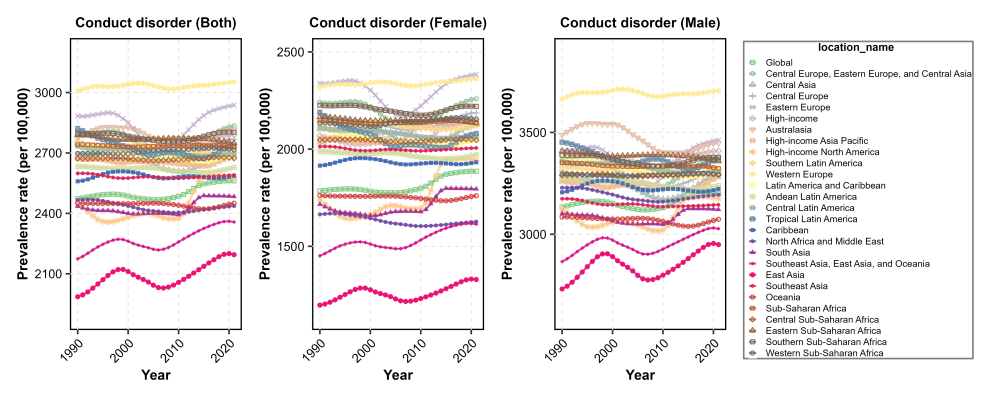 Conduct disorder (Both)
Prevalence rate (per 100,000)
3000
2700
2400
2100
1990
2000
2010
2020
Year
Conduct disorder (Female)
Prevalence rate (per 100,000)
2500
2000
1500
1990
2000
2010
2020
Year
Conduct disorder (Male)
Prevalence rate (per 100,000)
3500
3000
1990
2000
2010
2020
Year
location_name
Global
Central Europe, Eastern Europe, and Central Asia
Central Asia
Central Europe
Eastern Europe
High-income
Australasia
High-income Asia Pacific
High-income North America
Southern Latin America
Western Europe
Latin America and Caribbean
Andean Latin America
Central Latin America
Tropical Latin America
Caribbean
North Africa and Middle East
South Asia
Southeast Asia, East Asia, and Oceania
East Asia
Southeast Asia
Oceania
Sub-Saharan Africa
Central Sub-Saharan Africa
Eastern Sub-Saharan Africa
Southern Sub-Saharan Africa
Western Sub-Saharan Africa